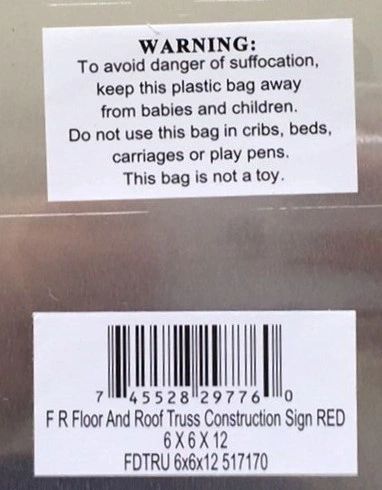 WARNING:
To avoid danger of suffocation,
keep this plastic bag away
from babies and children.
Do not use this bag in cribs, beds,
carriages or play pens.
This bag is not a toy.
7 45528 29776 0
F R Floor And Roof Truss Construction Sign RED
6 X 6 X 12
FDTRU 6x6x12 517170